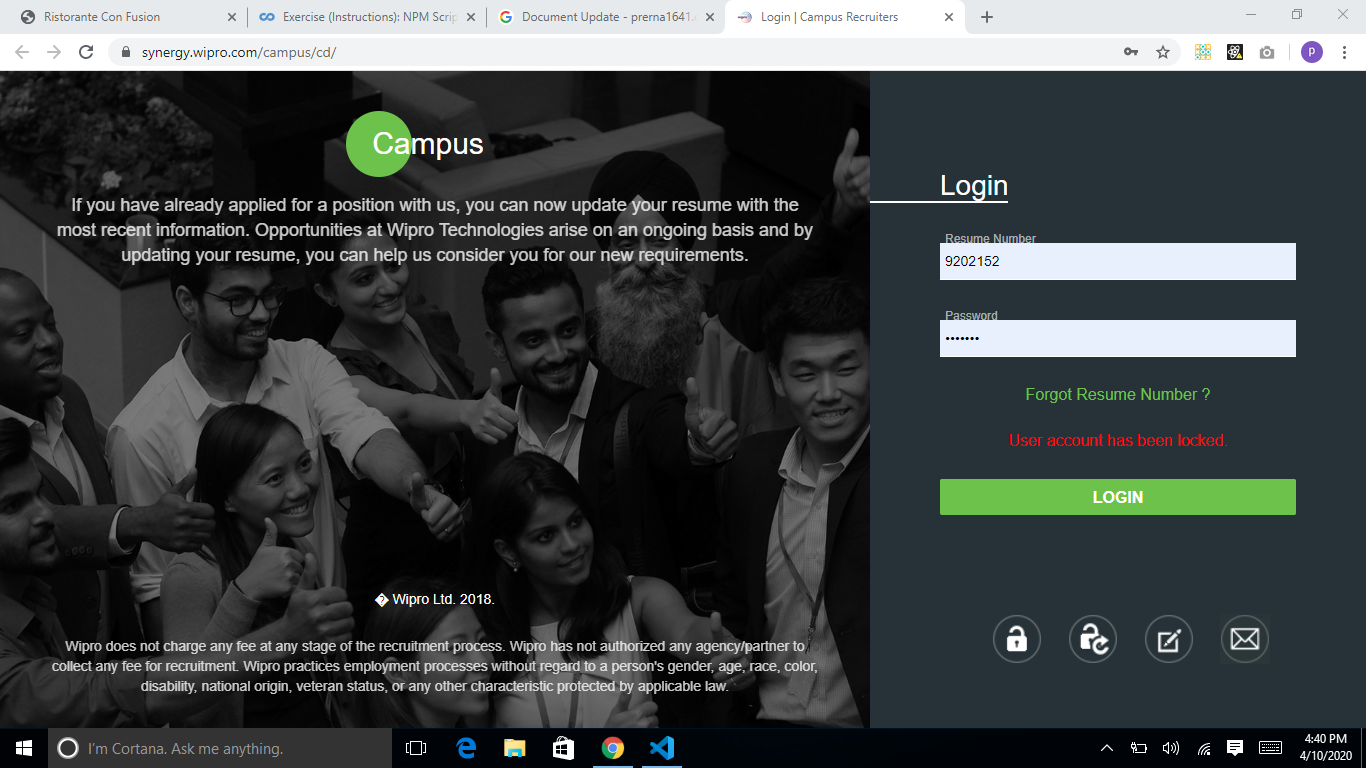 Ristorante Con Fusion
Exercise (Instructions): NPM Scrip
Document Update - prerna1641.
Login | Campus Recruiters
synergy.wipro.com/campus/cd/
p
Campus
If you have already applied for a position with us, you can now update your resume with the
most recent information. Opportunities at Wipro Technologies arise on an ongoing basis and by
updating your resume, you can help us consider you for our new requirements.
Login
Resume Number
9202152
Password
•••••••
Forgot Resume Number ?
User account has been locked.
LOGIN
� Wipro Ltd. 2018.
Wipro does not charge any fee at any stage of the recruitment process. Wipro has not authorized any agency/partner to
collect any fee for recruitment. Wipro practices employment processes without regard to a person's gender, age, race, color,
disability, national origin, veteran status, or any other characteristic protected by applicable law.
I'm Cortana. Ask me anything.
4:40 PM
4/10/2020